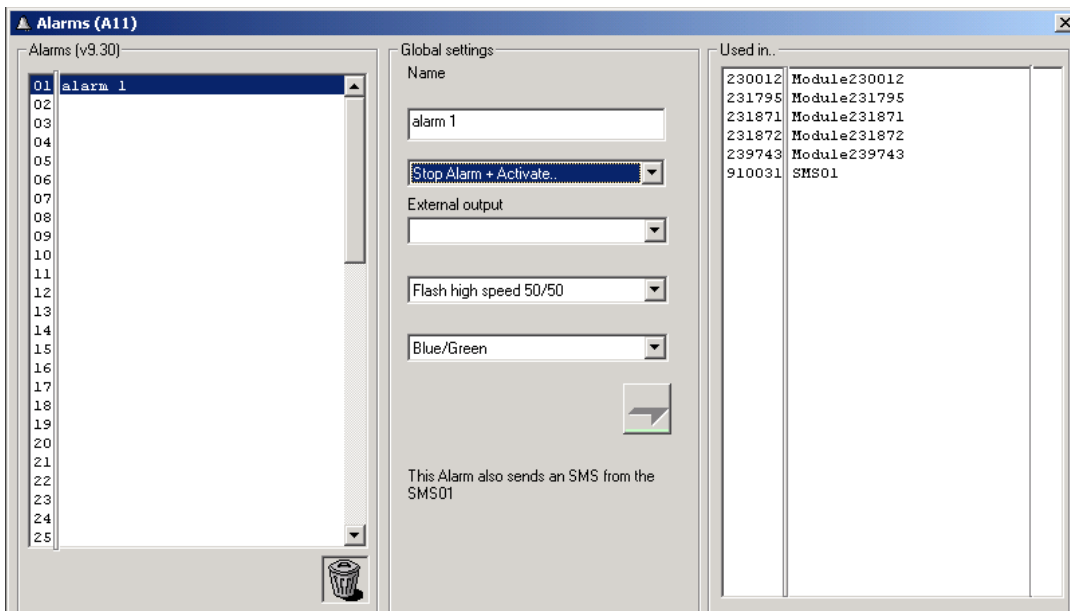 Alarms (A11)
Alarms (v9.30)
01 alarm 1
02
03
04
05
06
07
08
09
10
11
12
13
14
15
16
17
18
19
20
21
22
23
24
25
Global settings
Name
alarm 1
Stop Alarm + Activate..
External output
Flash high speed 50/50
Blue/Green
This Alarm also sends an SMS from the
SMS01
Used in..
230012 Module230012
231795 Module231795
231871 Module231871
231872 Module231872
239743 Module239743
910031 SMS01